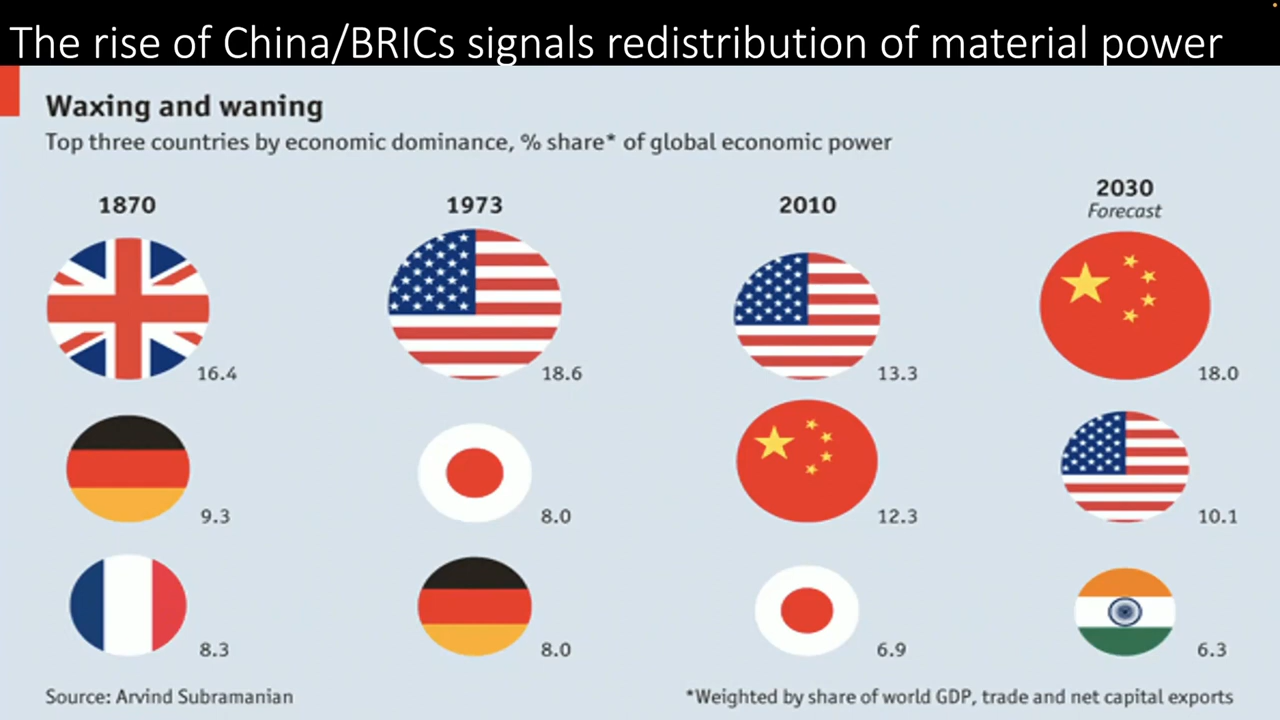 The rise of China/BRICs signals redistribution of material power
Waxing and waning
Top three countries by economic dominance, % share* of global economic power
1870
1973
2010
2030
Forecast
16.4
18.6
13.3
18.0
9.3
8.0
12.3
10.1
8.3
8.0
6.9
6.3
Source: Arvind Subramanian
*Weighted by share of world GDP, trade and net capital exports